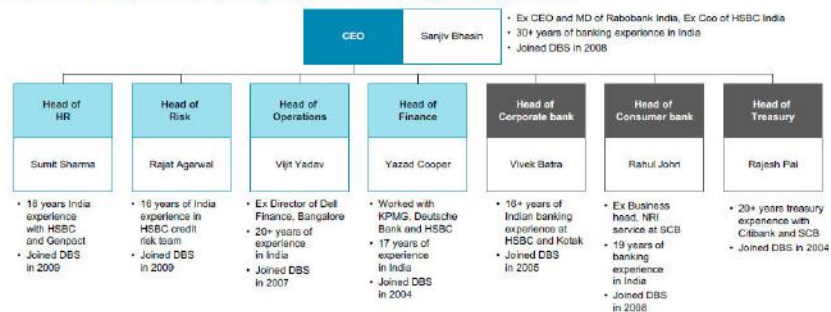 CEO
Sanjiv Bhasin
• Ex CEO and MD of Rabobank India, Ex Coo of HSBC India
• 30+ years of banking experience in India
• Joined DBS in 2008
Head of
HR
Sumit Sharma
• 18 years India
experience
with HSBC
and Genpact
• Joined DBS
in 2009
Head of
Risk
Rajat Agarwal
• 16 years of India
experience in
HSBC credit
risk team
• Joined DBS
in 2009
Head of
Operations
Vijit Yadav
• Ex Director of Dell
Finance, Bangalore
• 20+ years of
experience
in India
• Joined DBS
in 2007
Head of
Finance
Yazad Cooper
• Worked with
KPMG, Deutsche
Bank and HSBC
• 17 years of
experience
in India
• Joined DBS
in 2004
Head of
Corporate bank
Vivek Batra
• 16+ years of
Indian banking
experience at
HSBC and Kotak
• Joined DBS
in 2005
Head of
Consumer bank
Rahul Johri
• Ex Business
head, NRI
service at SCB
• 19 years of
banking
experience
in India
• Joined DBS
in 2008
Head of
Treasury
Rajesh Pai
• 20+ years treasury
experience with
Citibank and SCB
• Joined DBS in 2004